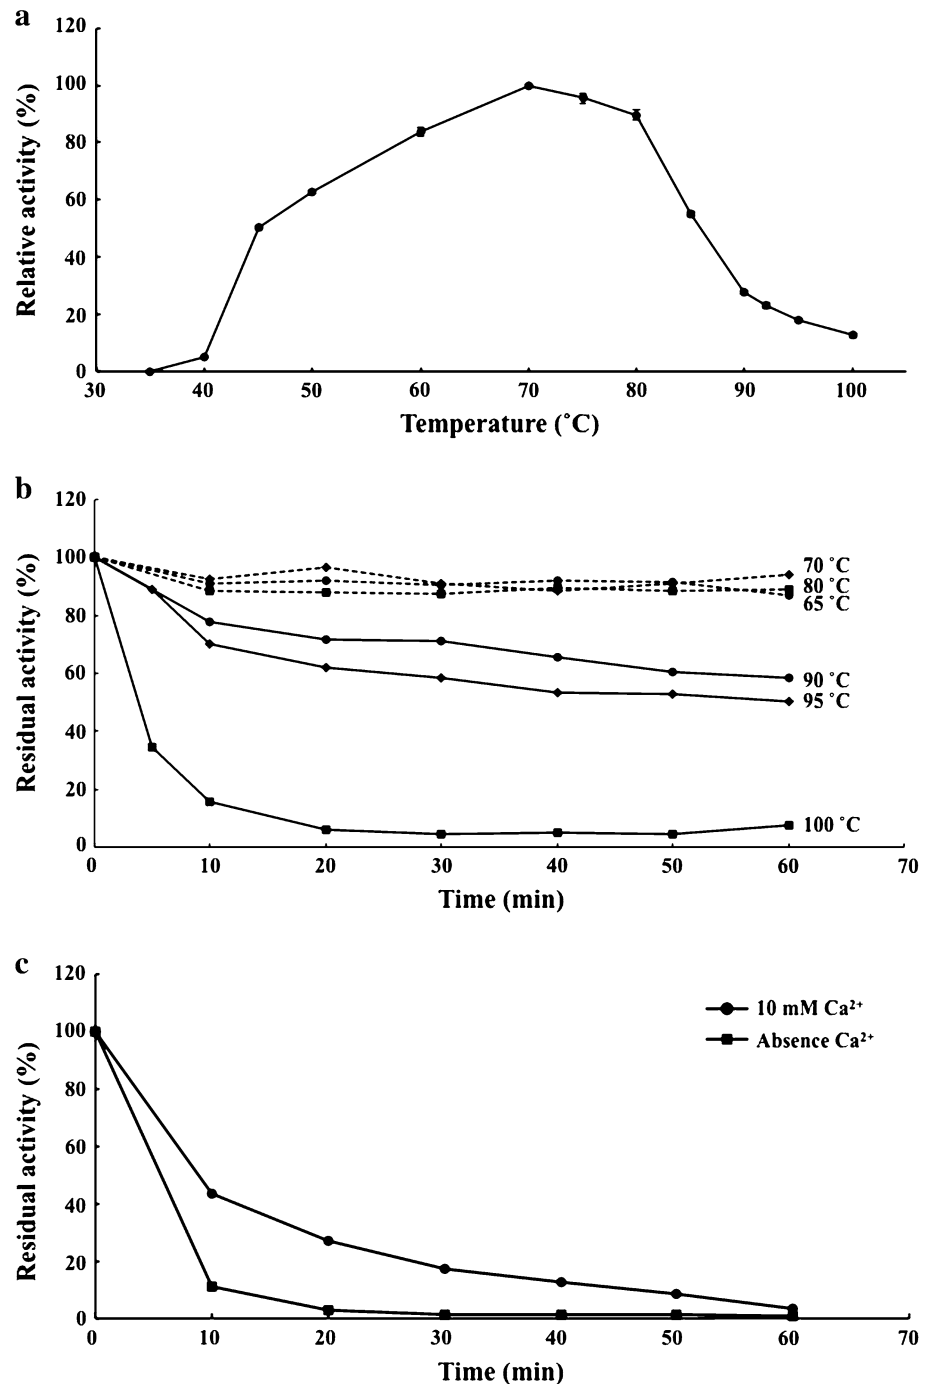 a
120
100
80
60
40
20
0
30 40 50 60 70 80 90 100
Relative activity (%)
Temperature (˚C)
b
120
100
80
60
40
20
0
0 10 20 30 40 50 60 70
Residual activity (%)
Time (min)
70 ˚C
80 ˚C
65 ˚C
90 ˚C
95 ˚C
100 ˚C
c
120
100
80
60
40
20
0
0 10 20 30 40 50 60 70
Residual activity (%)
Time (min)
10 mM Ca²⁺
Absence Ca²⁺